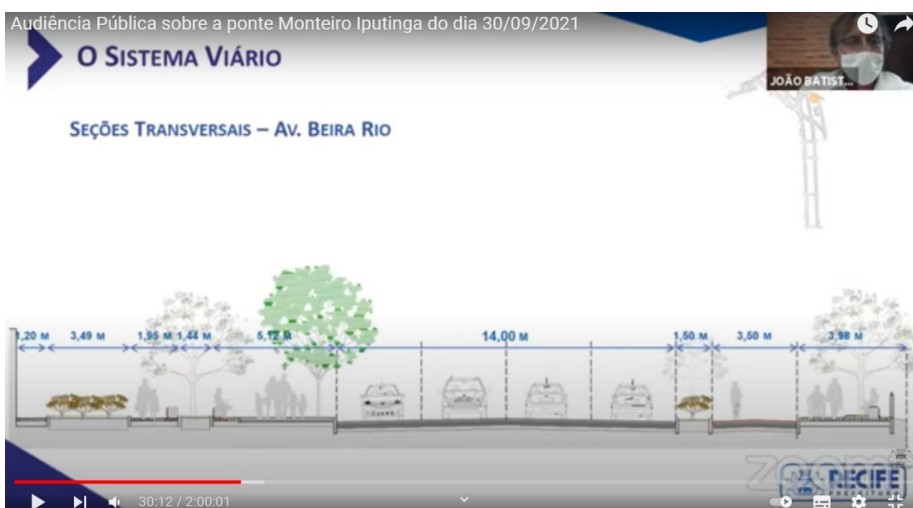 Audiência Pública sobre a ponte Monteiro Iputinga do dia 30/09/2021
O SISTEMA VIÁRIO
JOÃO BATIST...
SEÇÕES TRANSVERSAIS – AV. BEIRA RIO
1,20 M 3,49 M 1,95 M 1,44 M 5,12 M 14,00 M 1,50 M 3,50 M 3,98 M
zoom
RECIFE
PREFEITURA
30:12 / 2:00:01